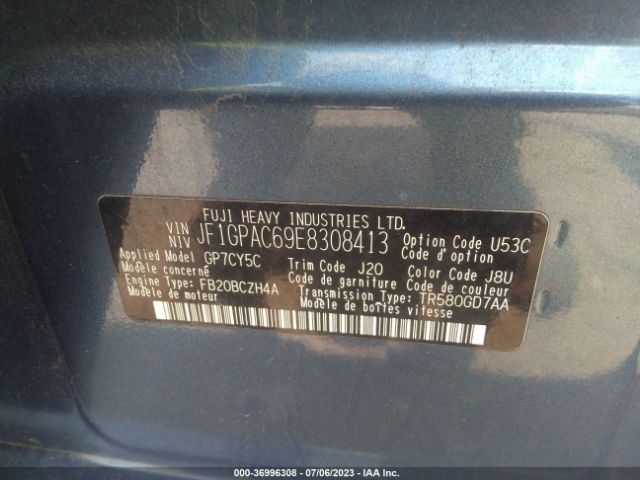 FUJI HEAVY INDUSTRIES LTD.
VIN NIV JF1GPAC69E8308413 Option Code U53C
Code d'option
Applied Model GP7CY5C Trim Code J20 Color Code J8U
Modèle concerné Code de garniture Code de couleur
Engine Type: FB20BCZH4A Transmission Type: TR580GD7AA
Modèle de moteur Modèle de boîtes vitesse
000-36996308 / 07/06/2023 - IAA Inc.